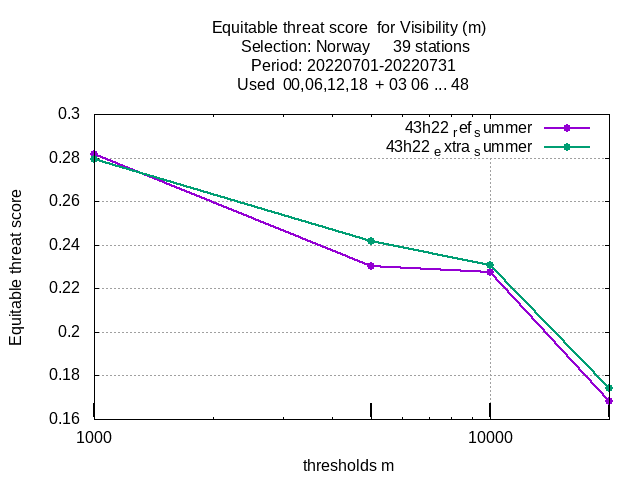 Equitable threat score for Visibility (m)
Selection: Norway 39 stations
Period: 20220701-20220731
Used 00,06,12,18 + 03 06 ... 48
43h22 ref summer
43h22 extra summer
0.3
0.28
0.26
0.24
0.22
0.2
0.18
0.16
Equitable threat score
1000
10000
thresholds m